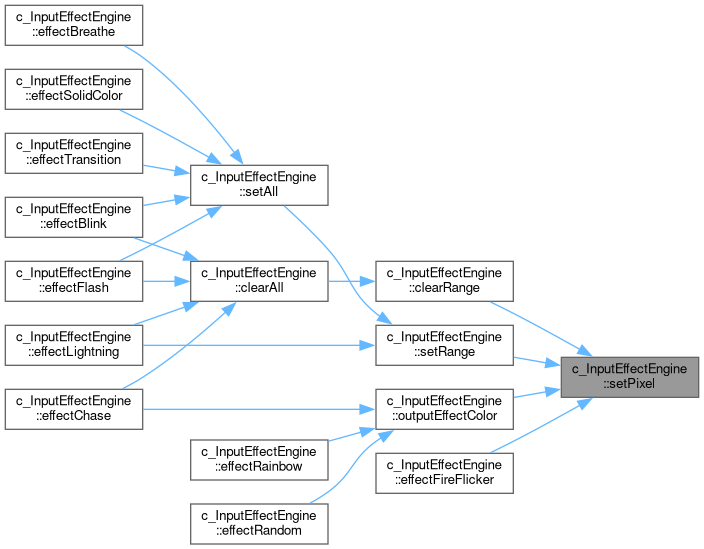 c_InputEffectEngine
::effectBreathe
c_InputEffectEngine
::effectSolidColor
c_InputEffectEngine
::effectTransition
c_InputEffectEngine
::effectBlink
c_InputEffectEngine
::effectFlash
c_InputEffectEngine
::effectLightning
c_InputEffectEngine
::effectChase
c_InputEffectEngine
::setAll
c_InputEffectEngine
::clearAll
c_InputEffectEngine
::effectRainbow
c_InputEffectEngine
::effectRandom
c_InputEffectEngine
::clearRange
c_InputEffectEngine
::setRange
c_InputEffectEngine
::outputEffectColor
c_InputEffectEngine
::effectFireFlicker
c_InputEffectEngine
::setPixel